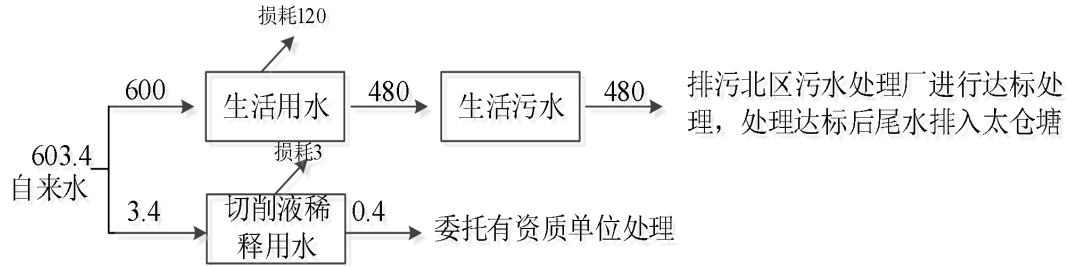 损耗120
600
生活用水
480
生活污水
480
排污北区污水处理厂进行达标处
理，处理达标后尾水排入太仓塘
603.4
自来水
损耗3
3.4
切削液稀
释用水
0.4
委托有资质单位处理